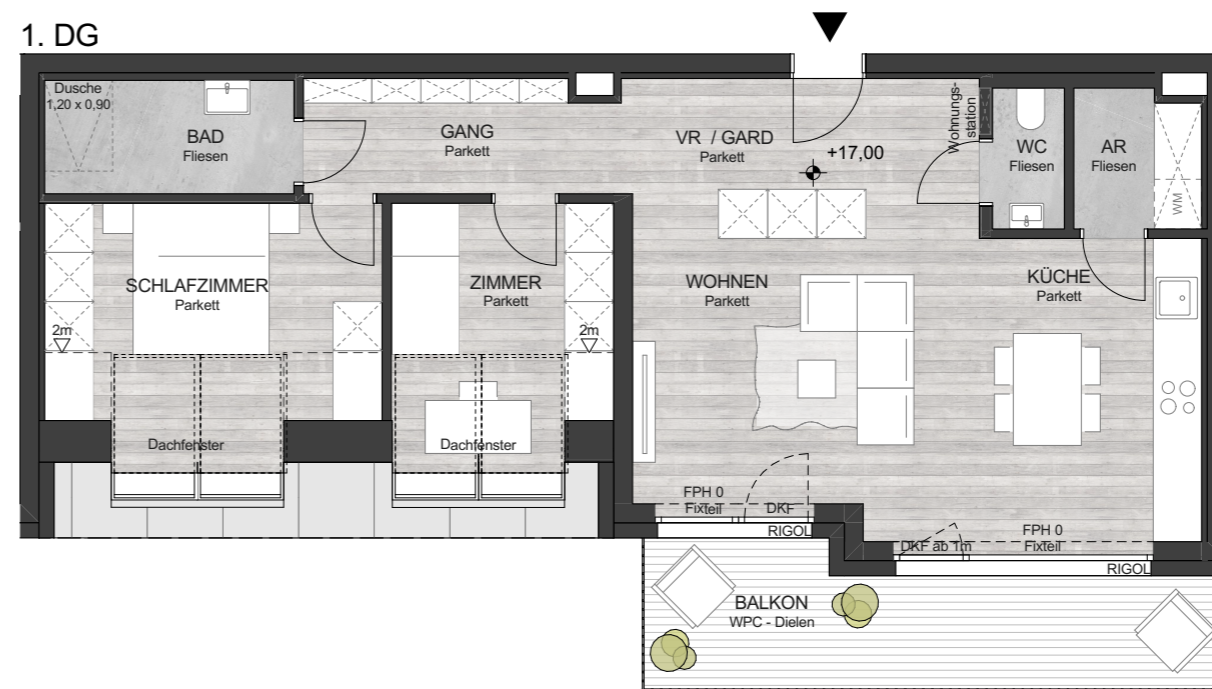 1. DG
Dusche
1,20 x 0,90
BAD
Fliesen
GANG
Parkett
VR / GARD
Parkett
+17,00
Wohnungs-
station
WC
Fliesen
AR
Fliesen
WM
SCHLAFZIMMER
Parkett
2m
ZIMMER
Parkett
2m
WOHNEN
Parkett
KÜCHE
Parkett
Dachfenster
Dachfenster
FPH 0
Fixteil
DKF
RIGOL
DKF ab 1m
FPH 0
Fixteil
RIGOL
BALKON
WPC - Dielen